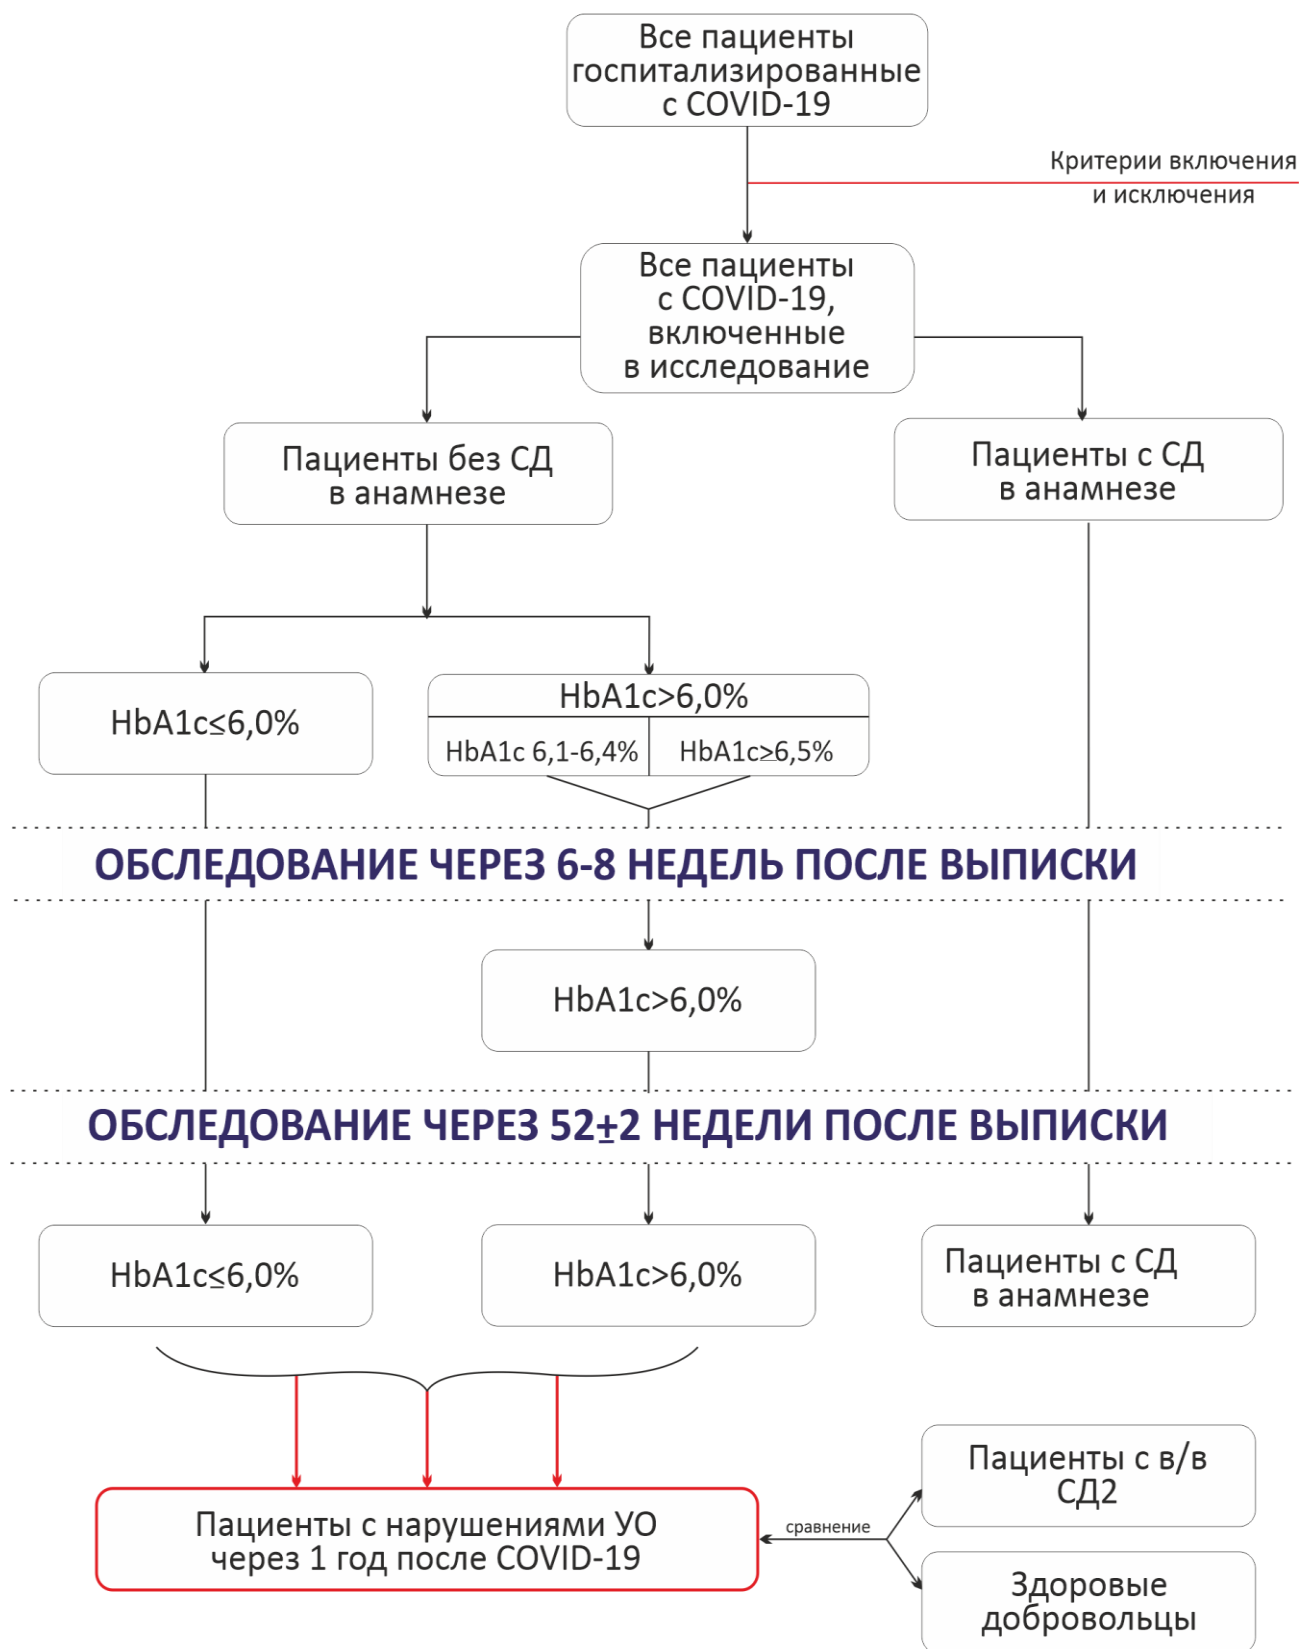 Все пациенты
госпитализированные
с COVID-19
Критерии включения
и исключения
Все пациенты
с COVID-19,
включенные
в исследование
Пациенты без СД
в анамнезе
Пациенты с СД
в анамнезе
HbA1c≤6,0%
HbA1c>6,0%
HbA1c 6,1-6,4%
HbA1c≥6,5%
ОБСЛЕДОВАНИЕ ЧЕРЕЗ 6-8 НЕДЕЛЬ ПОСЛЕ ВЫПИСКИ
HbA1c>6,0%
ОБСЛЕДОВАНИЕ ЧЕРЕЗ 52±2 НЕДЕЛИ ПОСЛЕ ВЫПИСКИ
HbA1c≤6,0%
HbA1c>6,0%
Пациенты с СД
в анамнезе
Пациенты с нарушениями УО
через 1 год после COVID-19
сравнение
Пациенты с в/в
СД2
Здоровые
добровольцы